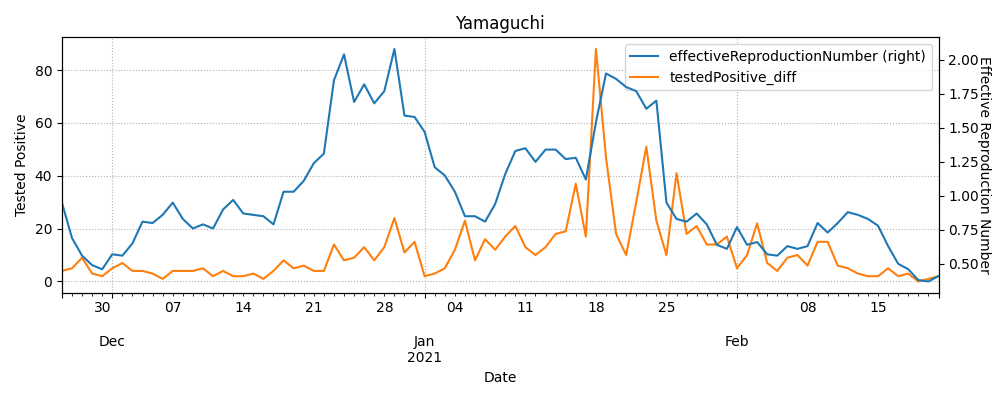 Yamaguchi
effectiveReproductionNumber (right)
testedPositive_diff
Tested Positive
80
60
40
20
0
2.00
1.75
1.50
1.25
1.00
0.75
0.50
Effective Reproduction Number
30 07 14 21 28 04 11 18 25 08 15
Dec Jan Feb
2021
Date